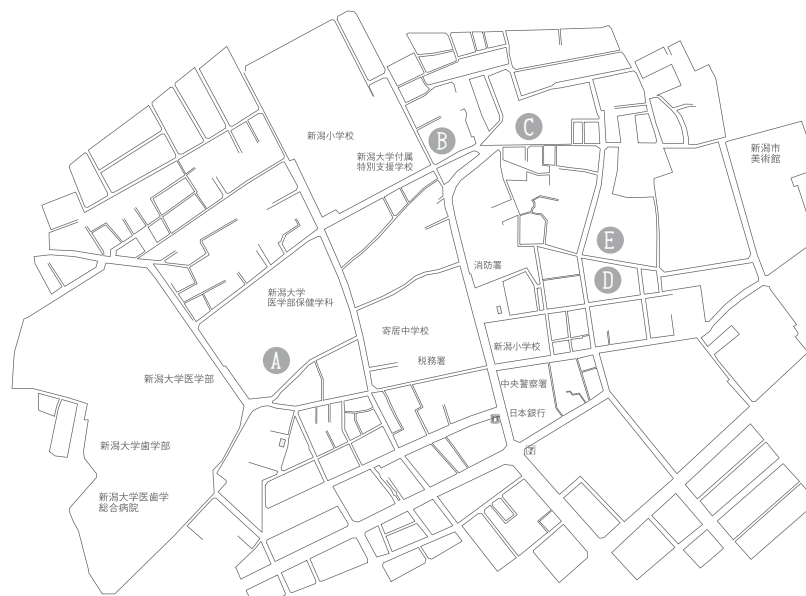 新潟小学校
B
C
新潟大学付属
特別支援学校
新潟市
美術館
E
消防署
D
新潟大学
医学部保健学科
寄居中学校
新潟小学校
A
税務署
新潟大学医学部
中央警察署
日本銀行
新潟大学歯学部
新潟大学医歯学
総合病院